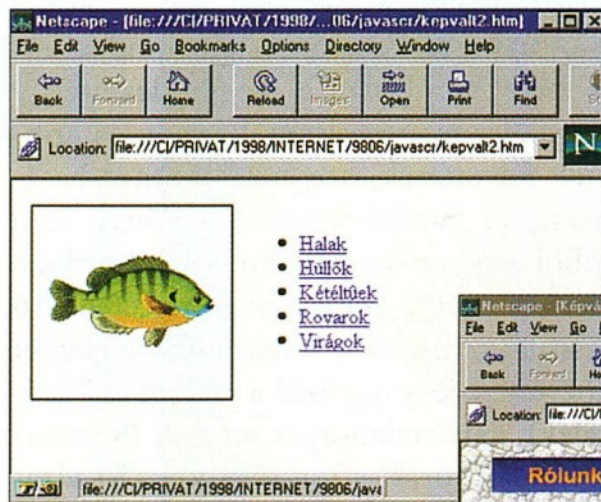 Netscape - [file:///C|/PRIVAT/1998/...06/javascr/kepvalt2.htm]
File Edit View Go Bookmarks Options Directory Window Help
Back Forward Home Reload Images Open Print Find
Location: file:///C|/PRIVAT/1998/INTERNET/9806/javascr/kepvalt2.htm N
Halak
Hüllők
Kétéltűek
Rovarok
Virágok
file:///C|/PRIVAT/1998/INTERNET/9806/java
Netscape - [Képvá
File Edit View Go
Back Forward
Location: file:///C|/
Rólunk